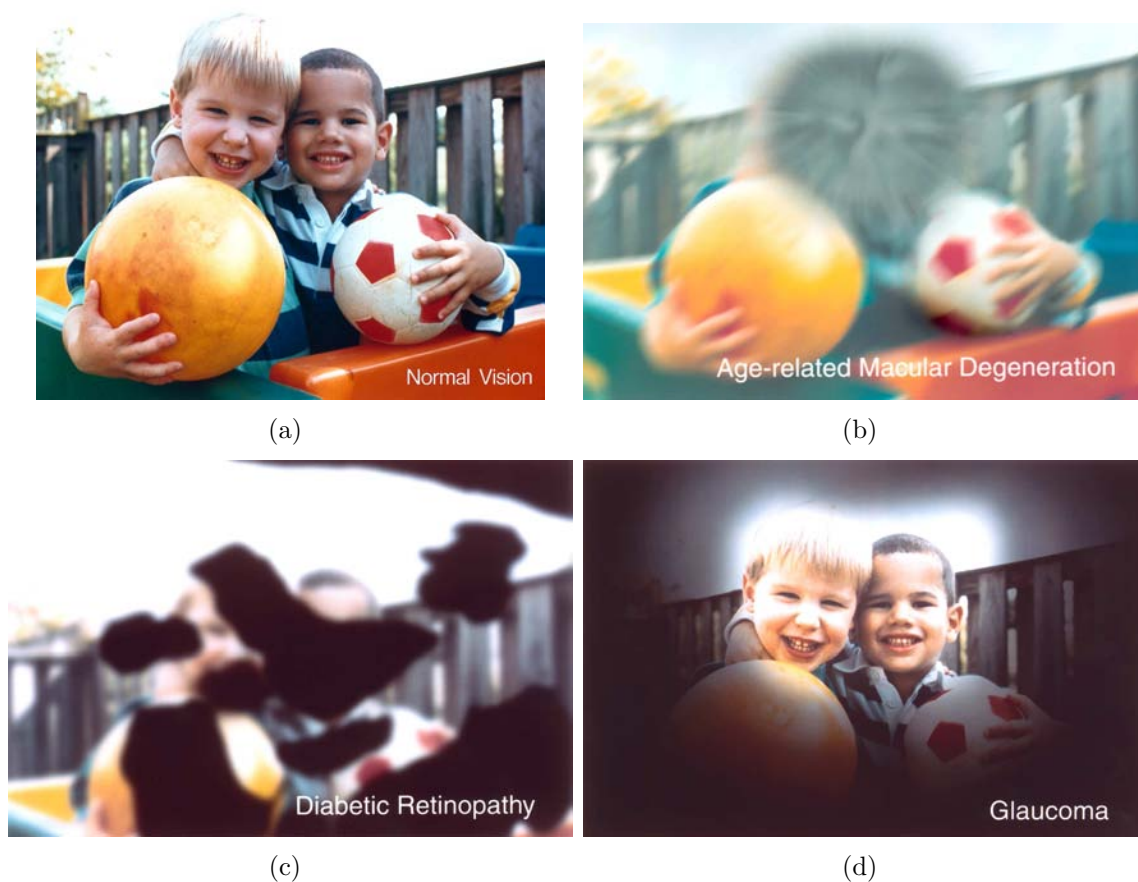 Normal Vision
Age-related Macular Degeneration
(a)
(b)
Diabetic Retinopathy
Glaucoma
(c)
(d)